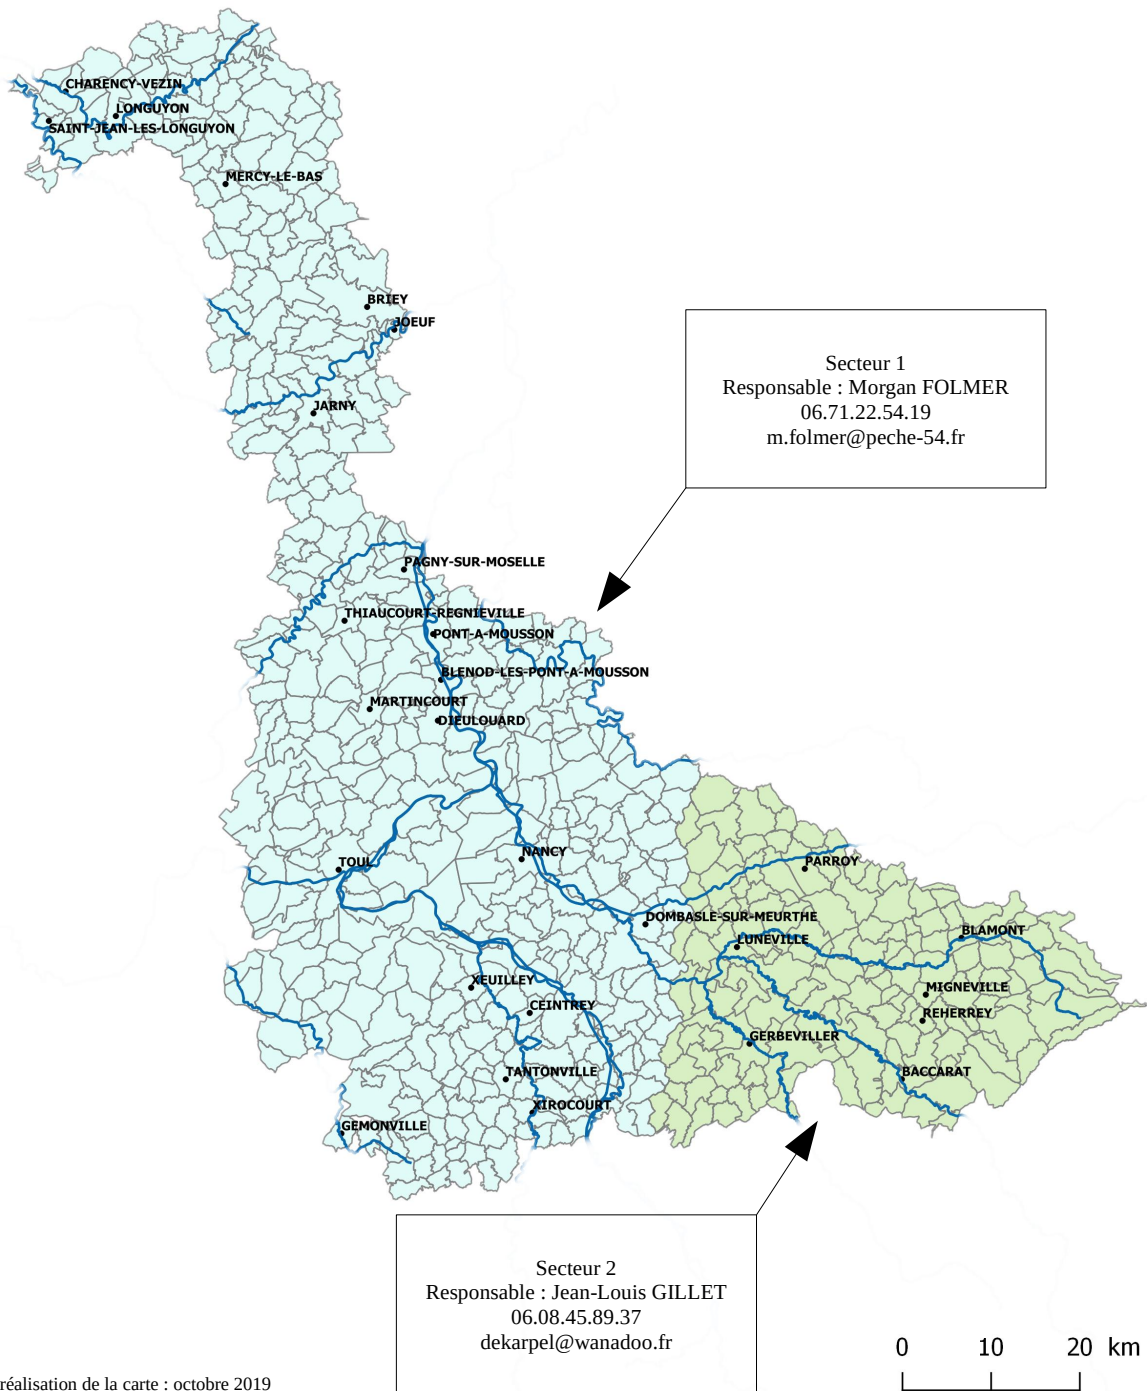 CHARENCY-VEZIN
LONGUYON
SAINT-JEAN-LES-LONGUYON
MERCY-LE-BAS
BRIEY
JOEUF
JARNY
Secteur 1
Responsable : Morgan FOLMER
06.71.22.54.19
m.folmer@peche-54.fr
PAGNY-SUR-MOSELLE
THIAUCOURT-REGNIEVILLE
PONT-A-MOUSSON
BLENOD-LES-PONT-A-MOUSSON
MARTINCOURT
DIEULOUARD
NANCY
TOUL
PARROY
DOMBASLE-SUR-MEURTHE
LUNEVILLE
BLAMONT
XEUILLEY
CEINTREY
MIGNEVILLE
REHERREY
GERBEVILLER
TANTONVILLE
BACCARAT
XIROCOURT
GEMONVILLE
Secteur 2
Responsable : Jean-Louis GILLET
06.08.45.89.37
dekarpel@wanadoo.fr
0 10 20 km
réalisation de la carte : octobre 2019